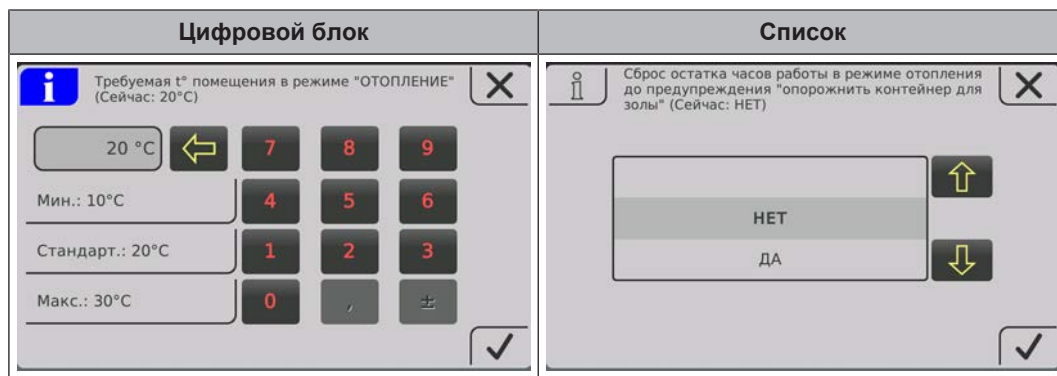 Цифровой блок
Список
i
Требуемая t° помещения в режиме "ОТОПЛЕНИЕ"
(Сейчас: 20°C)
20 °C
7 8 9
Мин.: 10°C
4 5 6
Стандарт.: 20°C
1 2 3
Макс.: 30°C
0 , ±
i
Сброс остатка часов работы в режиме отопления
до предупреждения "опорожнить контейнер для
золы" (Сейчас: НЕТ)
НЕТ
ДА